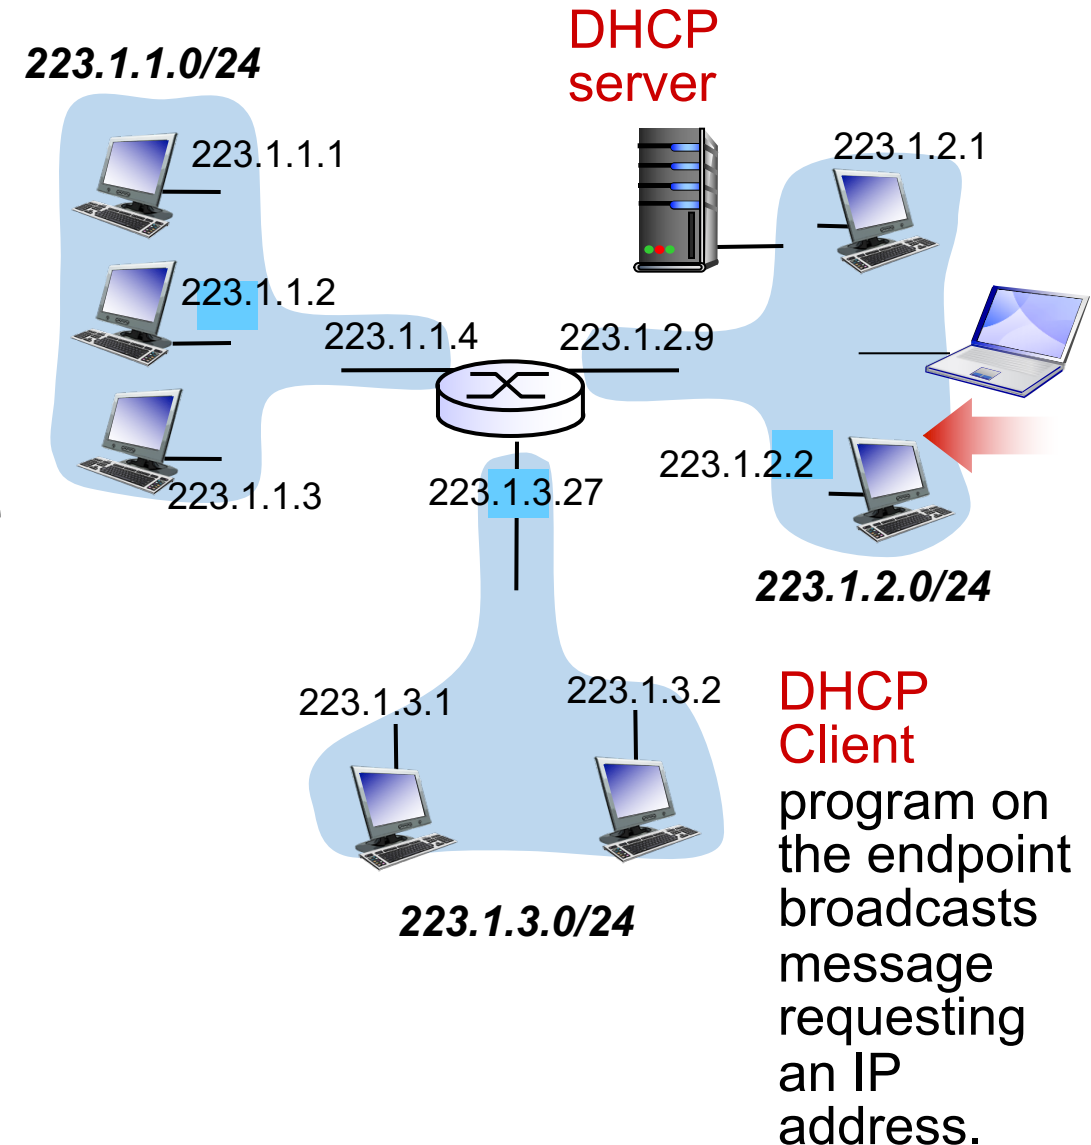 DHCP
server
223.1.1.0/24
223.1.1.1
223.1.2.1
223.1.1.2
223.1.1.4
223.1.2.9
223.1.1.3
223.1.3.27
223.1.2.2
223.1.2.0/24
223.1.3.1
223.1.3.2
223.1.3.0/24
DHCP
Client
program on
the endpoint
broadcasts
message
requesting
an IP
address.